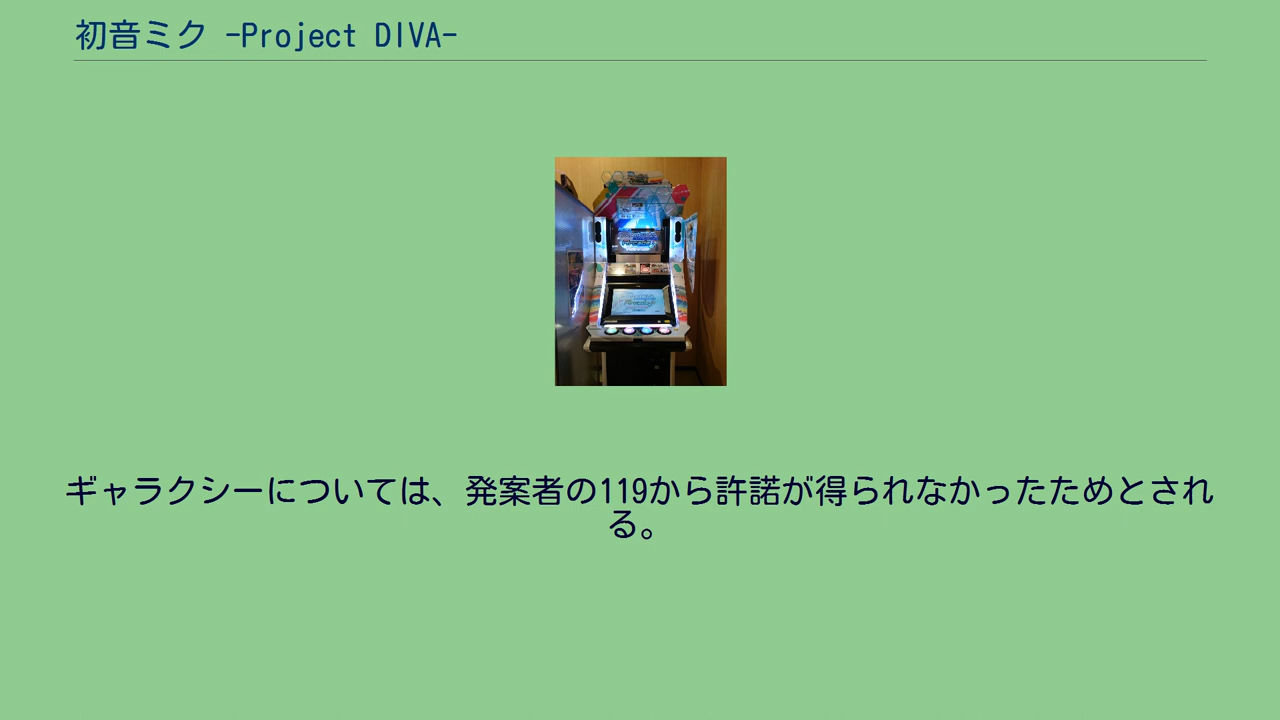 初音ミク -Project DIVA-
ギャラクシーについては、発案者の119から許諾が得られなかったためとされ
る。